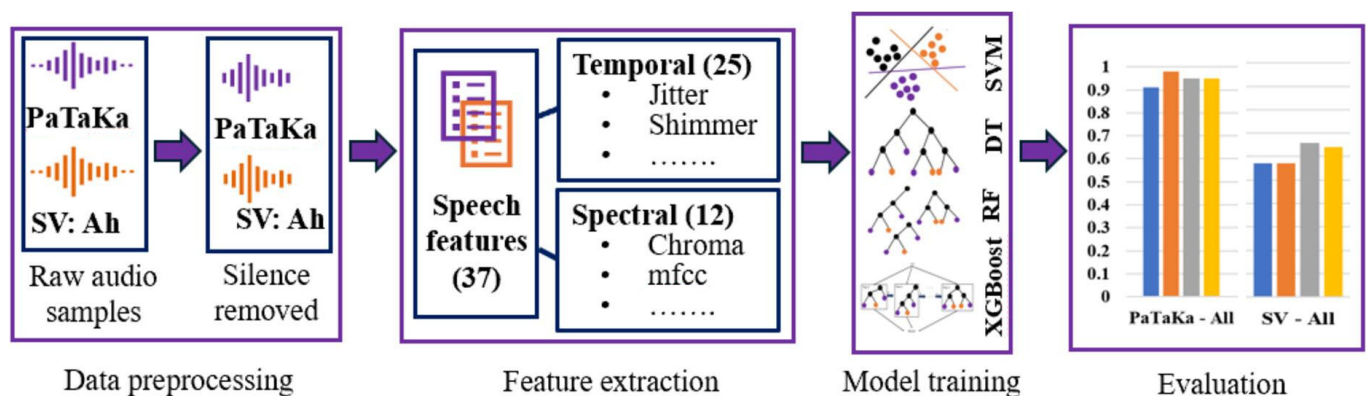 PaTaKa
SV: Ah
Raw audio
samples
PaTaKa
SV: Ah
Silence
removed
Data preprocessing
Speech
features
(37)
Temporal (25)
• Jitter
• Shimmer
• .......
Spectral (12)
• Chroma
• mfcc
• .......
Feature extraction
SVM
DT
RF
XGBoost
Model training
1
0.9
0.8
0.7
0.6
0.5
0.4
0.3
0.2
0.1
0
PaTaKa - All
SV - All
Evaluation